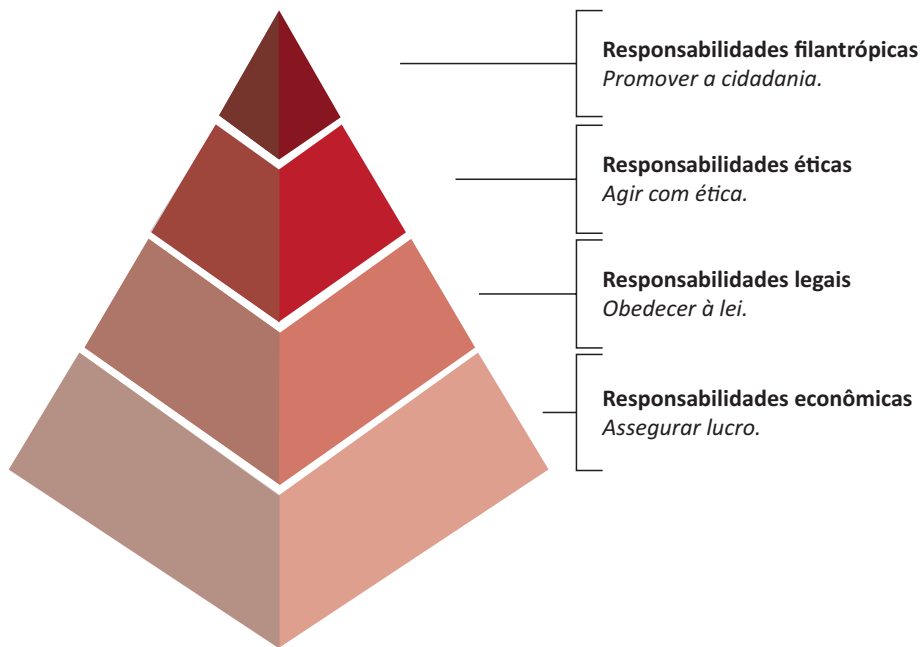 Responsabilidades filantrópicas
Promover a cidadania.
Responsabilidades éticas
Agir com ética.
Responsabilidades legais
Obedecer à lei.
Responsabilidades econômicas
Assegurar lucro.